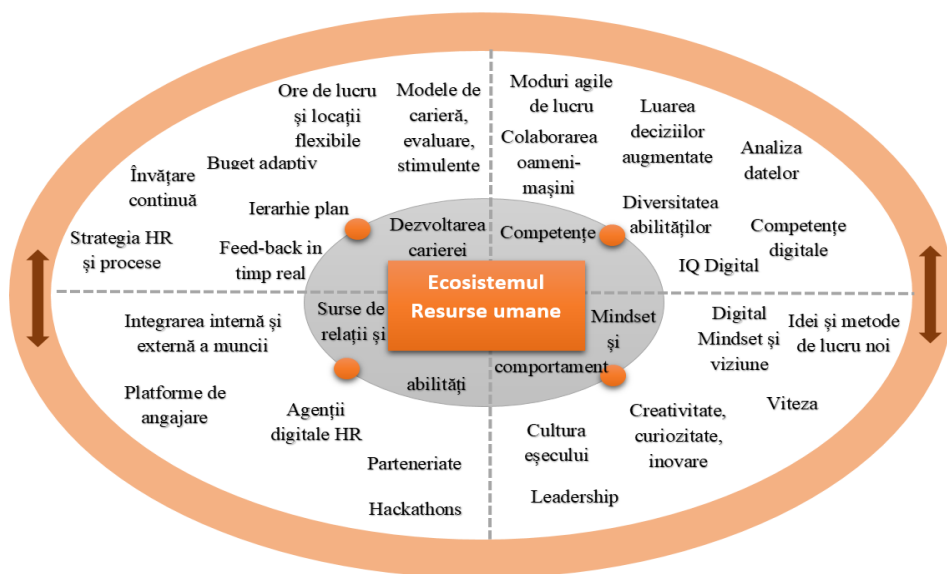 Ore de lucru
și locații
flexibile
Modele de
carieră,
evaluare,
stimulente
Buget adaptiv
Învățare
continuă
Ierarhie plan
Strategia HR
și procese
Feed-back in
timp real
Dezvoltarea
carierei
Moduri agile
de lucru
Colaborarea
oameni-
mașini
Luarea
deciziilor
augmentate
Analiza
datelor
Diversitatea
abilităților
Competențe
digitale
IQ Digital
Competențe
Ecosistemul
Resurse umane
Surse de
relații și
abilități
Integrarea internă și
externă a muncii
Platforme de
angajare
Agenții
digitale HR
Parteneriate
Hackathons
Mindset
și
comportament
Digital
Mindset și
viziune
Idei și metode
de lucru noi
Viteza
Creativitate,
curiozitate,
inovare
Cultura
eșecului
Leadership